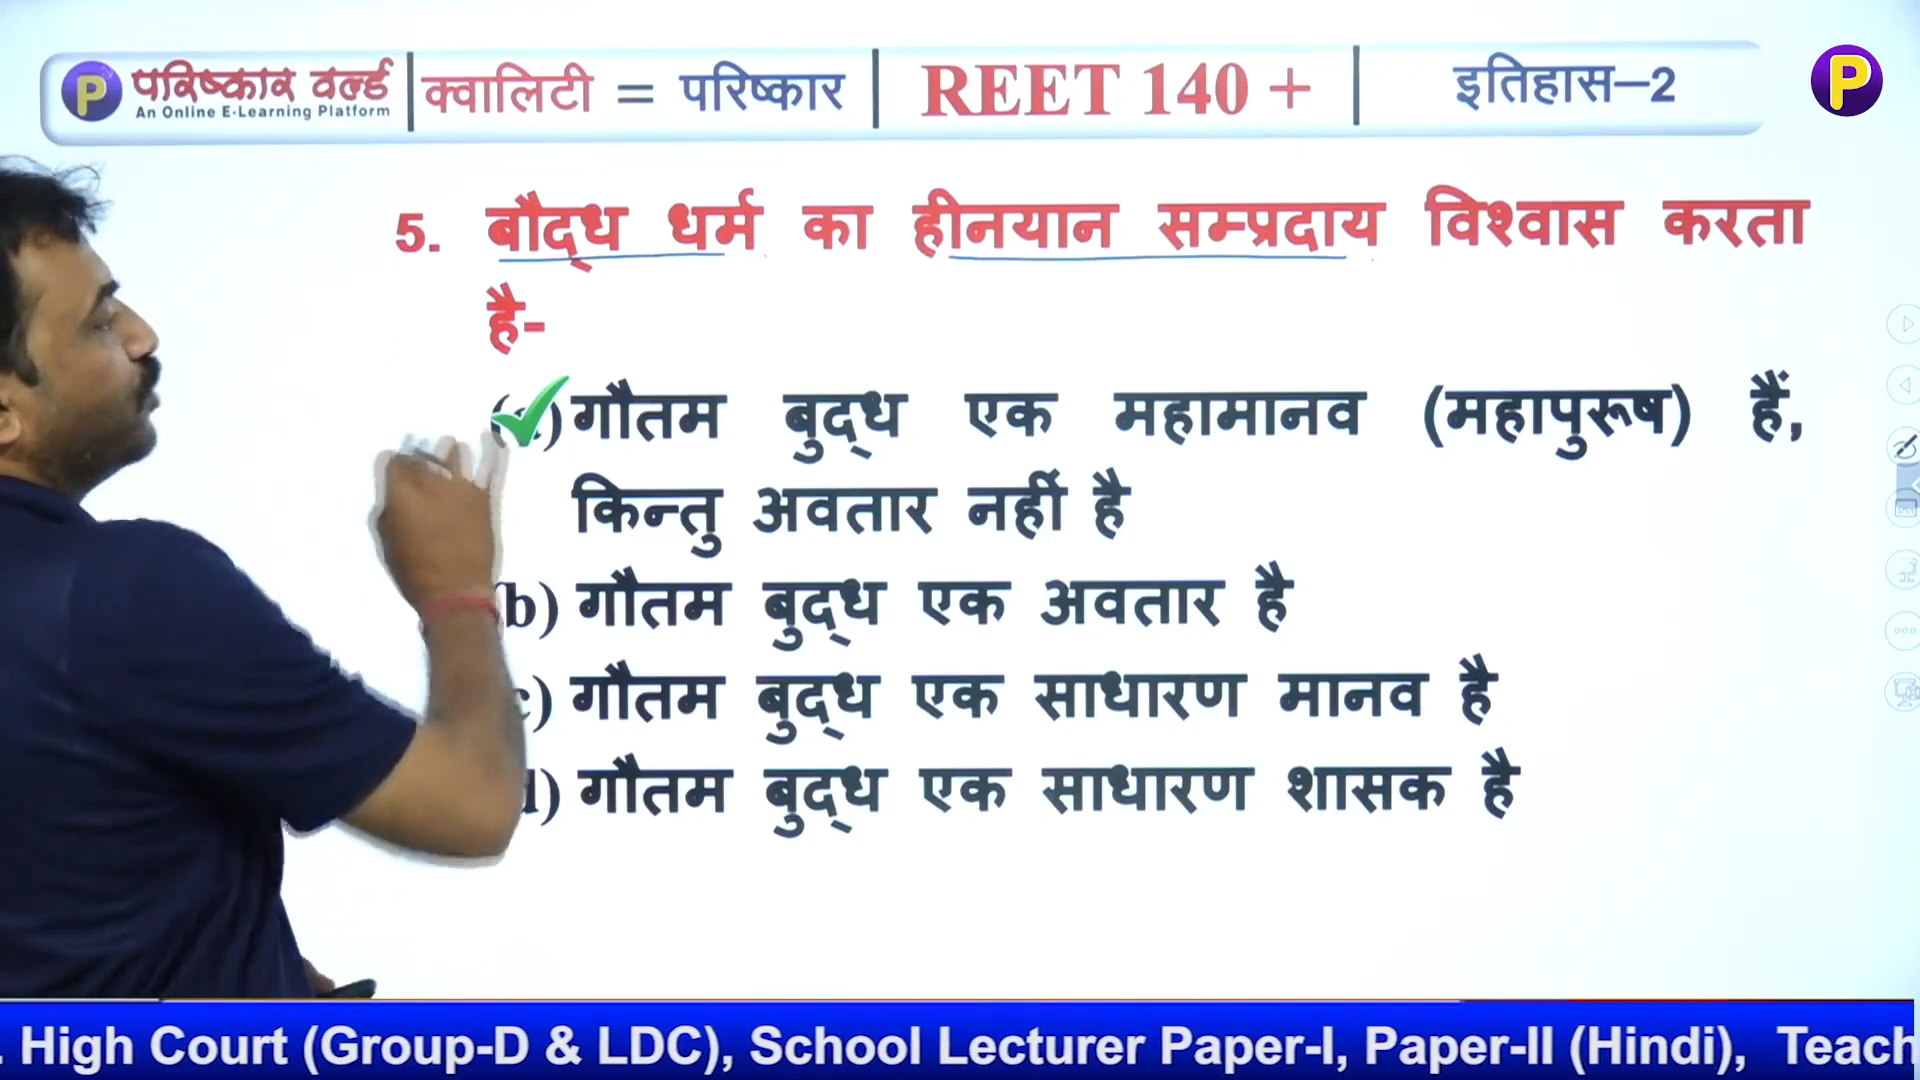 परिष्कार वर्ल्ड
An Online E-Learning Platform
क्वालिटी = परिष्कार
REET 140 +
इतिहास–2
5. बौद्ध धर्म का हीनयान सम्प्रदाय विश्वास करता
है-
गौतम बुद्ध एक महामानव (महापुरूष) हैं,
किन्तु अवतार नहीं है
b) गौतम बुद्ध एक अवतार है
c) गौतम बुद्ध एक साधारण मानव है
d) गौतम बुद्ध एक साधारण शासक है
. High Court (Group-D & LDC), School Lecturer Paper-I, Paper-II (Hindi), Teach